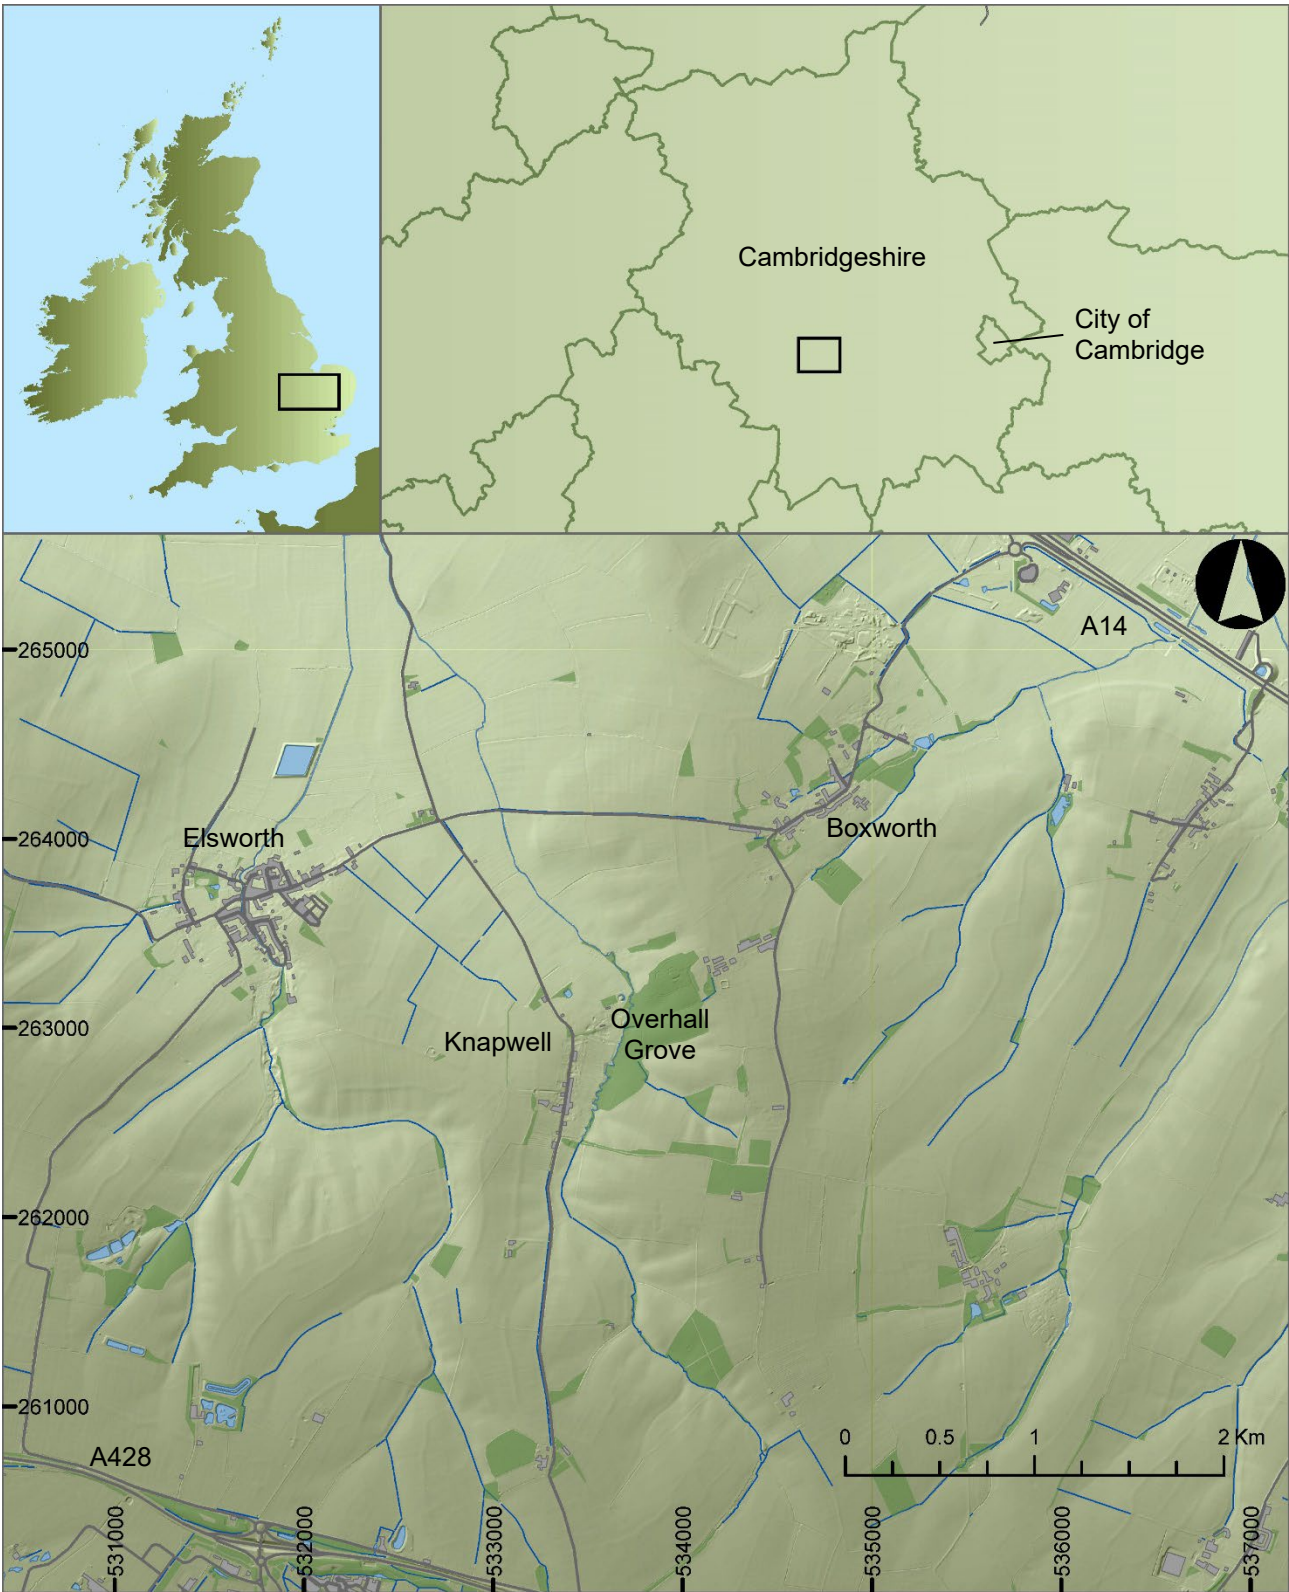 Cambridgeshire
City of
Cambridge
A14
265000
Elsworth
264000
Boxworth
263000
Overhall
Grove
Knapwell
262000
261000
0 0.5 1 2 Km
A428
531000
532000
533000
534000
535000
536000
537000